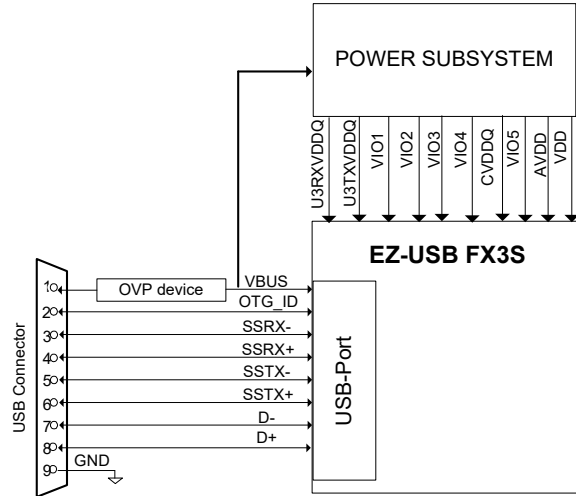 POWER SUBSYSTEM
U3RXVDDQ
U3TXVDDQ
VIO1
VIO2
VIO3
VIO4
CVDDQ
VIO5
AVDD
VDD
EZ-USB FX3S
USB Connector
1
OVP device
VBUS
2
OTG_ID
3
SSRX-
4
SSRX+
5
SSTX-
6
SSTX+
7
D-
8
D+
9
GND
USB-Port